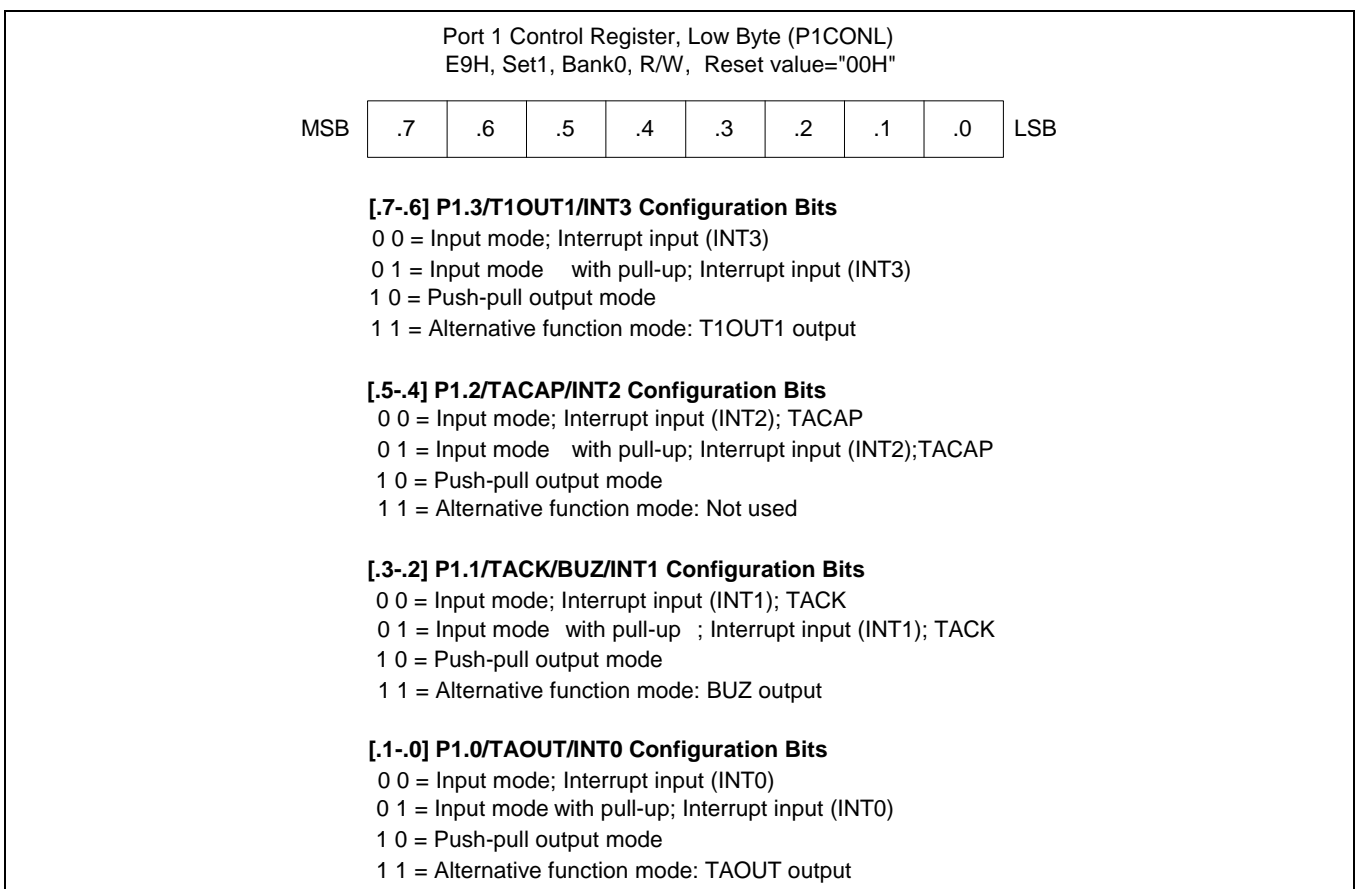 Port 1 Control Register, Low Byte (P1CONL)
E9H, Set1, Bank0, R/W, Reset value="00H"
MSB .7 .6 .5 .4 .3 .2 .1 .0 LSB
[.7-.6] P1.3/T1OUT1/INT3 Configuration Bits
0 0 = Input mode; Interrupt input (INT3)
0 1 = Input mode with pull-up; Interrupt input (INT3)
1 0 = Push-pull output mode
1 1 = Alternative function mode: T1OUT1 output
[.5-.4] P1.2/TACAP/INT2 Configuration Bits
0 0 = Input mode; Interrupt input (INT2); TACAP
0 1 = Input mode with pull-up; Interrupt input (INT2);TACAP
1 0 = Push-pull output mode
1 1 = Alternative function mode: Not used
[.3-.2] P1.1/TACK/BUZ/INT1 Configuration Bits
0 0 = Input mode; Interrupt input (INT1); TACK
0 1 = Input mode with pull-up ; Interrupt input (INT1); TACK
1 0 = Push-pull output mode
1 1 = Alternative function mode: BUZ output
[.1-.0] P1.0/TAOUT/INT0 Configuration Bits
0 0 = Input mode; Interrupt input (INT0)
0 1 = Input mode with pull-up; Interrupt input (INT0)
1 0 = Push-pull output mode
1 1 = Alternative function mode: TAOUT output